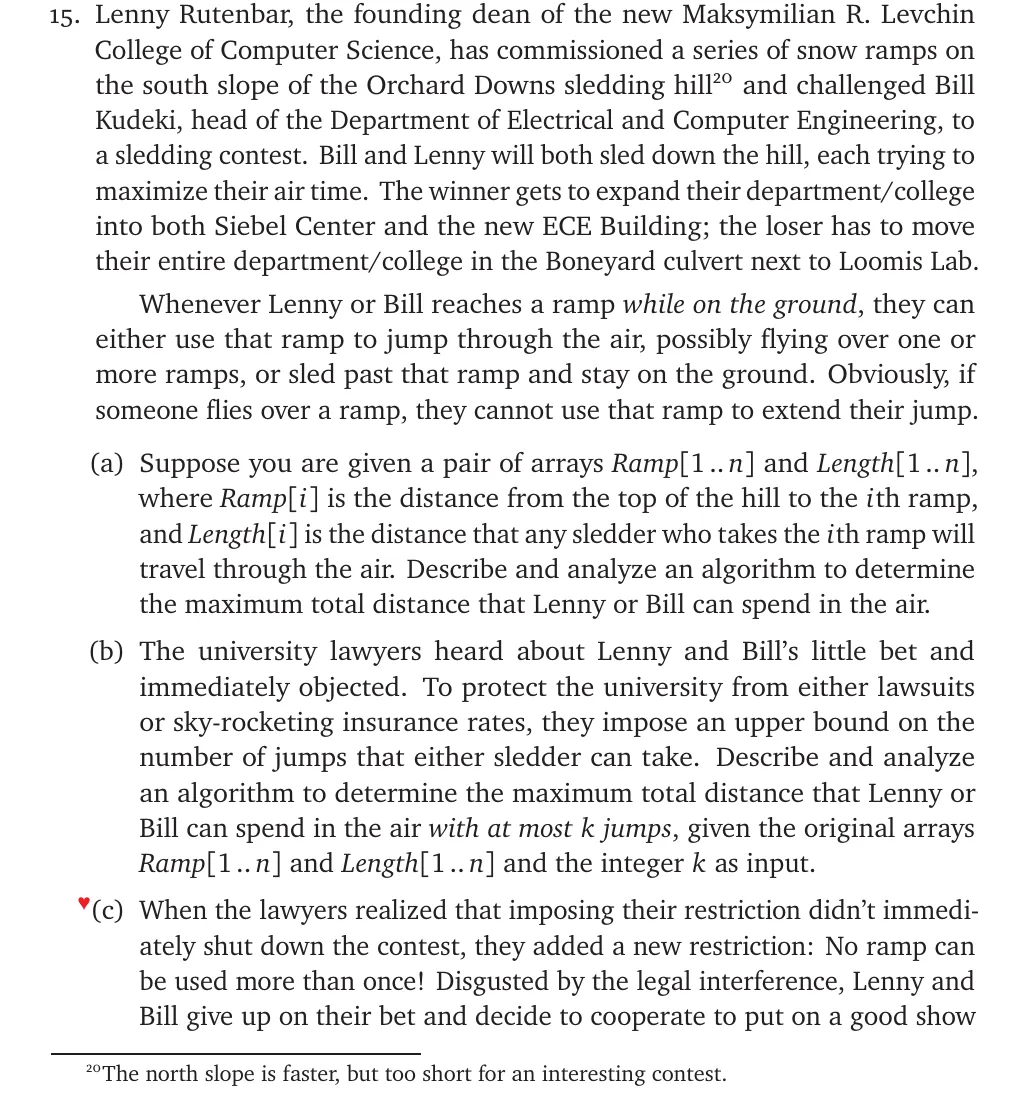 15. Lenny Rutenbar, the founding dean of the new Maksymilian R. Levchin
College of Computer Science, has commissioned a series of snow ramps on
the south slope of the Orchard Downs sledding hill²⁰ and challenged Bill
Kudeki, head of the Department of Electrical and Computer Engineering, to
a sledding contest. Bill and Lenny will both sled down the hill, each trying to
maximize their air time. The winner gets to expand their department/college
into both Siebel Center and the new ECE Building; the loser has to move
their entire department/college in the Boneyard culvert next to Loomis Lab.
Whenever Lenny or Bill reaches a ramp while on the ground, they can
either use that ramp to jump through the air, possibly flying over one or
more ramps, or sled past that ramp and stay on the ground. Obviously, if
someone flies over a ramp, they cannot use that ramp to extend their jump.
(a) Suppose you are given a pair of arrays Ramp[1 .. n] and Length[1 .. n],
where Ramp[i] is the distance from the top of the hill to the ith ramp,
and Length[i] is the distance that any sledder who takes the ith ramp will
travel through the air. Describe and analyze an algorithm to determine
the maximum total distance that Lenny or Bill can spend in the air.
(b) The university lawyers heard about Lenny and Bill's little bet and
immediately objected. To protect the university from either lawsuits
or sky-rocketing insurance rates, they impose an upper bound on the
number of jumps that either sledder can take. Describe and analyze
an algorithm to determine the maximum total distance that Lenny or
Bill can spend in the air with at most k jumps, given the original arrays
Ramp[1 .. n] and Length[1 .. n] and the integer k as input.
♥(c) When the lawyers realized that imposing their restriction didn't immedi-
ately shut down the contest, they added a new restriction: No ramp can
be used more than once! Disgusted by the legal interference, Lenny and
Bill give up on their bet and decide to cooperate to put on a good show
²⁰The north slope is faster, but too short for an interesting contest.